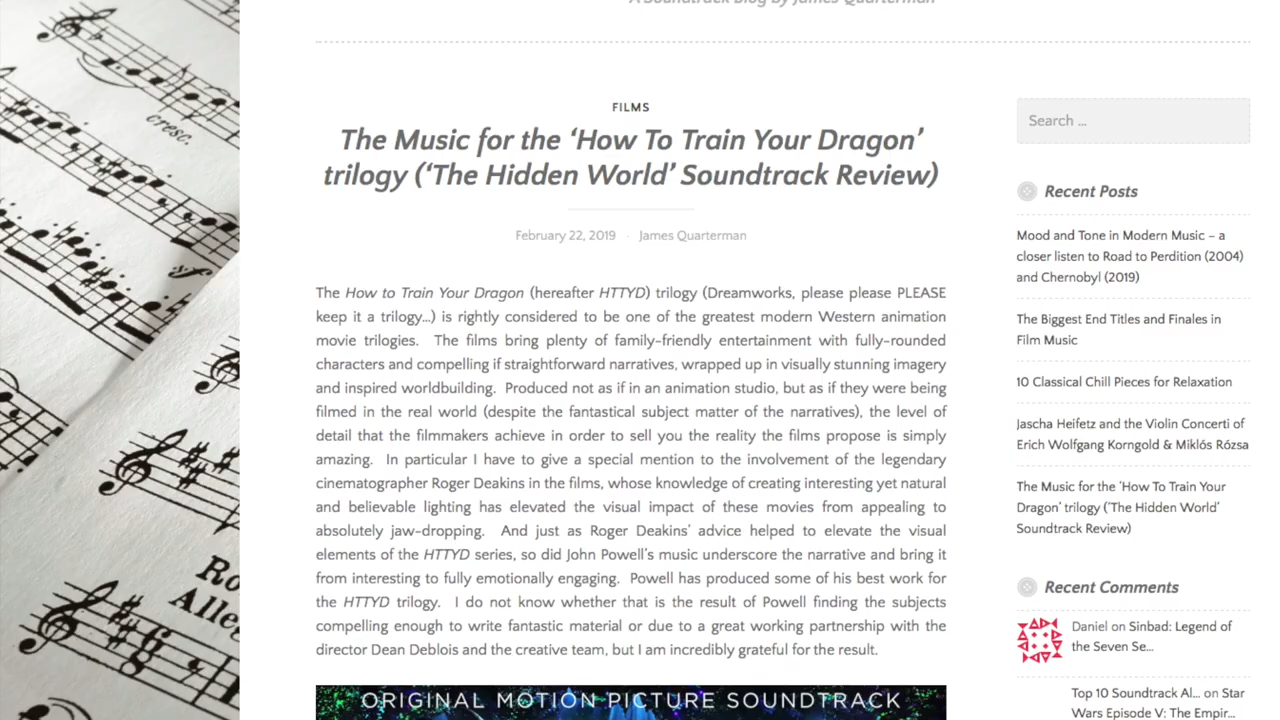 A Soundtrack Blog by James Quarterman
FILMS
The Music for the ‘How To Train Your Dragon’
trilogy (‘The Hidden World’ Soundtrack Review)
February 22, 2019 · James Quarterman
The How to Train Your Dragon (hereafter HTTYD) trilogy (Dreamworks, please please PLEASE
keep it a trilogy...) is rightly considered to be one of the greatest modern Western animation
movie trilogies. The films bring plenty of family-friendly entertainment with fully-rounded
characters and compelling if straightforward narratives, wrapped up in visually stunning imagery
and inspired worldbuilding. Produced not as if in an animation studio, but as if they were being
filmed in the real world (despite the fantastical subject matter of the narratives), the level of
detail that the filmmakers achieve in order to sell you the reality the films propose is simply
amazing. In particular I have to give a special mention to the involvement of the legendary
cinematographer Roger Deakins in the films, whose knowledge of creating interesting yet natural
and believable lighting has elevated the visual impact of these movies from appealing to
absolutely jaw-dropping. And just as Roger Deakins’ advice helped to elevate the visual
elements of the HTTYD series, so did John Powell’s music underscore the narrative and bring it
from interesting to fully emotionally engaging. Powell has produced some of his best work for
the HTTYD trilogy. I do not know whether that is the result of Powell finding the subjects
compelling enough to write fantastic material or due to a great working partnership with the
director Dean Deblois and the creative team, but I am incredibly grateful for the result.
ORIGINAL MOTION PICTURE SOUNDTRACK
Search ...
Recent Posts
Mood and Tone in Modern Music – a
closer listen to Road to Perdition (2004)
and Chernobyl (2019)
The Biggest End Titles and Finales in
Film Music
10 Classical Chill Pieces for Relaxation
Jascha Heifetz and the Violin Concerti of
Erich Wolfgang Korngold & Miklós Rózsa
The Music for the ‘How To Train Your
Dragon’ trilogy (‘The Hidden World’
Soundtrack Review)
Recent Comments
Daniel on Sinbad: Legend of
the Seven Se...
Top 10 Soundtrack Al... on Star
Wars Episode V: The Empir...
cresc.
sf